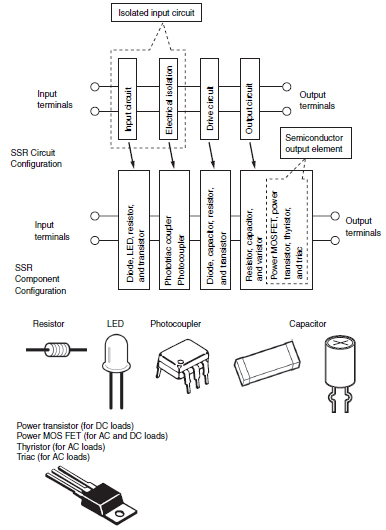 Isolated input circuit
Input
terminals
Input circuit
Electrical isolation
Drive circuit
Output circuit
Output
terminals
Semiconductor
output element
SSR Circuit
Configuration
Input
terminals
Diode, LED, resistor,
and transistor
Phototriac coupler
Photocoupler
Diode, capacitor, resistor,
and transistor
Resistor, capacitor,
and varistor
Power MOSFET, power
transistor, thyristor,
and triac
Output
terminals
SSR
Component
Configuration
Resistor
LED
Photocoupler
Capacitor
Power transistor (for DC loads)
Power MOS FET (for AC and DC loads)
Thyristor (for AC loads)
Triac (for AC loads)